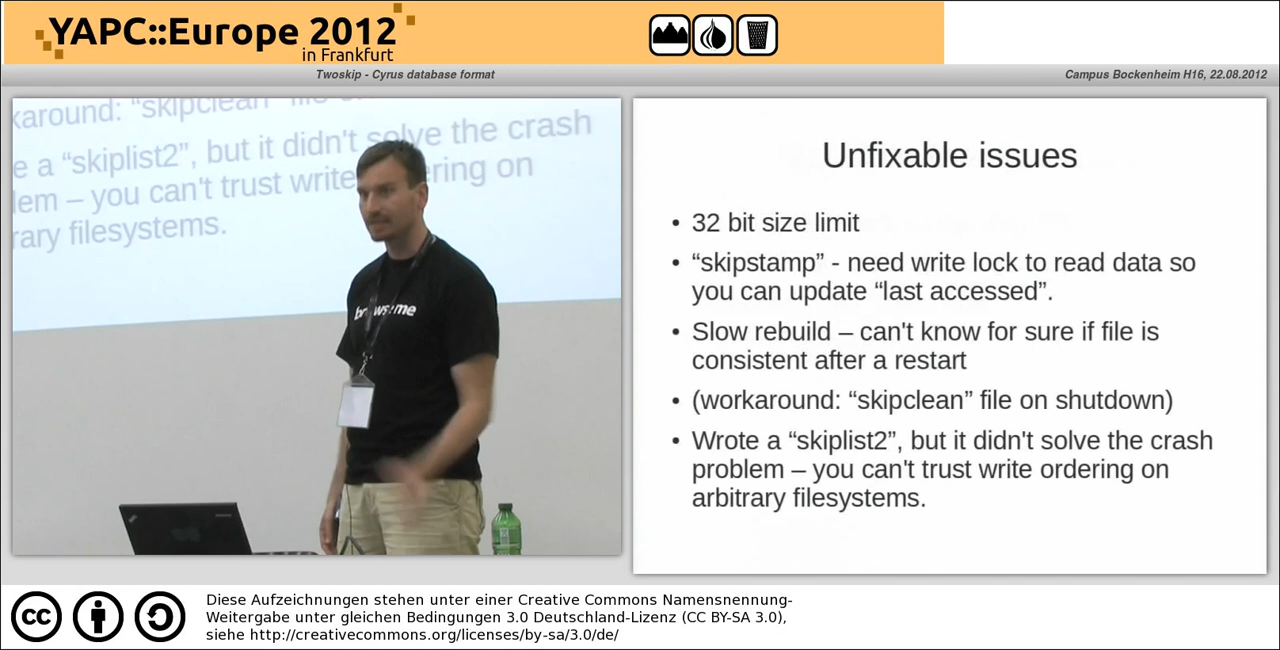 YAPC::Europe 2012
in Frankfurt
Twoskip - Cyrus database format
Campus Bockenheim H16, 22.08.2012
karound: “skipclean”
e a “skiplist2”, but it didn't solve the crash
lem – you can't trust write ering on
rary filesystems.
Unfixable issues
• 32 bit size limit
• “skipstamp” - need write lock to read data so
you can update “last accessed”.
• Slow rebuild – can't know for sure if file is
consistent after a restart
• (workaround: “skipclean” file on shutdown)
• Wrote a “skiplist2”, but it didn't solve the crash
problem – you can't trust write ordering on
arbitrary filesystems.
cc
Diese Aufzeichnungen stehen unter einer Creative Commons Namensnennung-
Weitergabe unter gleichen Bedingungen 3.0 Deutschland-Lizenz (CC BY-SA 3.0),
siehe http://creativecommons.org/licenses/by-sa/3.0/de/